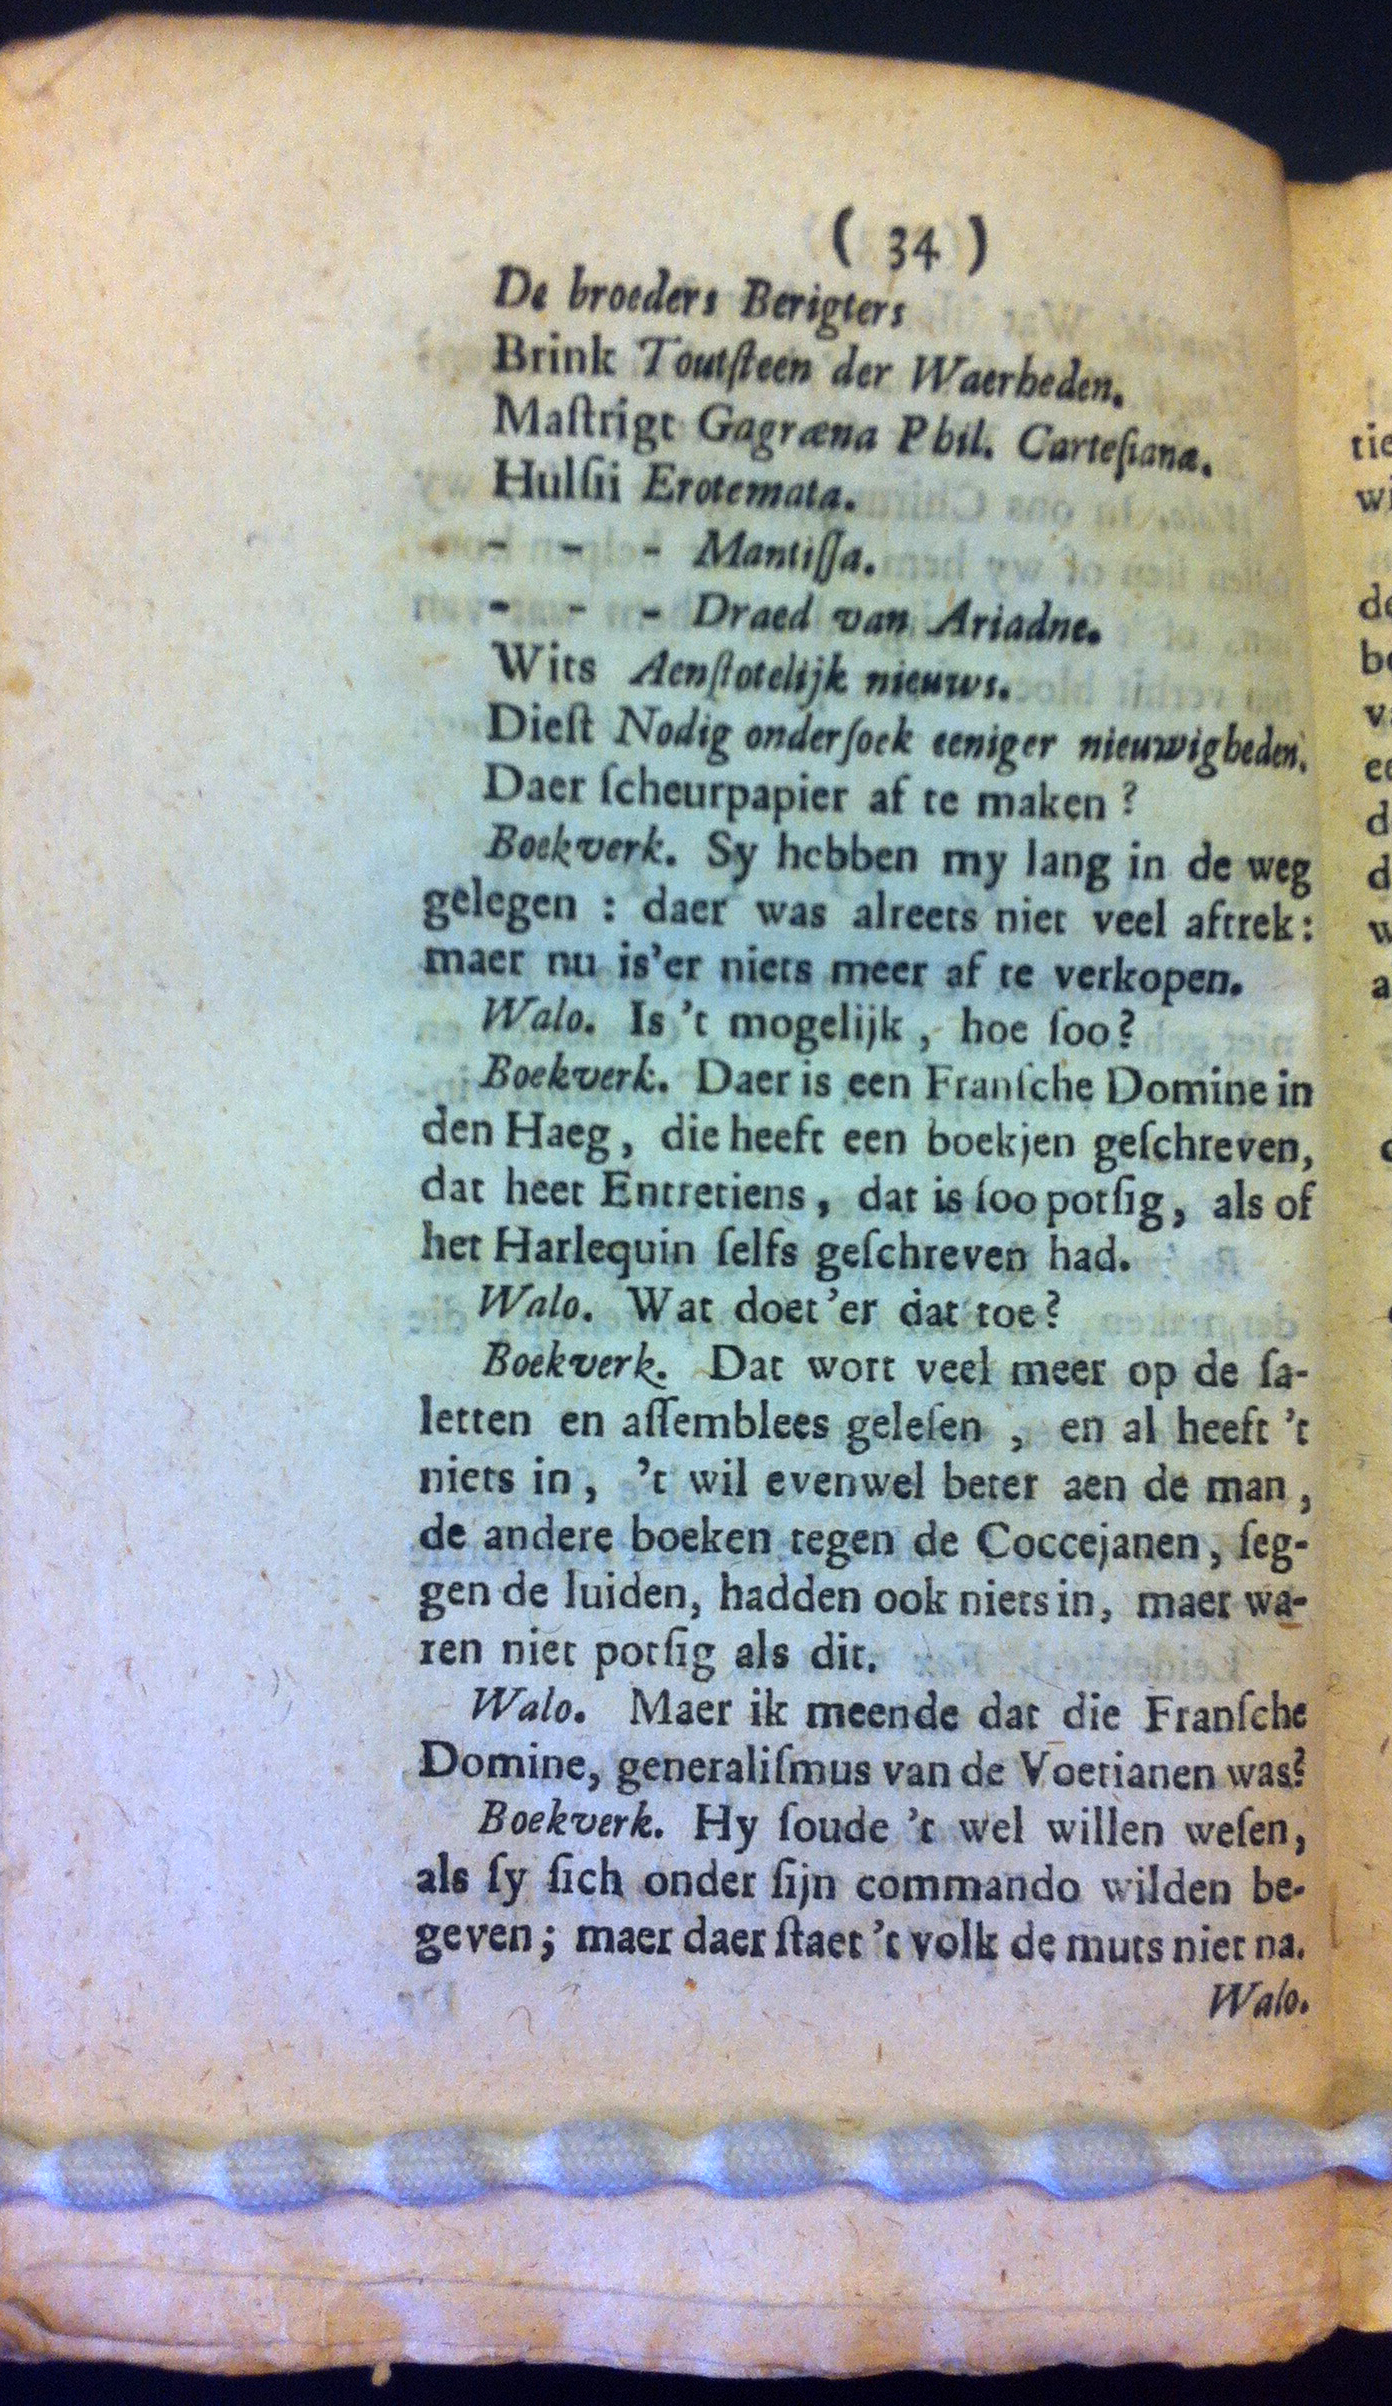 ( 34 )
De broeders Berigters
Brink Toutſteen der Waerheden.
Maſtrigt Gagræna Phil. Carteſianæ.
Hulſii Erotemata.
- - - Mantiſſa.
- - - Draed van Ariadne.
Wits Aenſtotelijk nieuws.
Dieſt Nodig onderſoek eeniger nieuwigheden.
Daer ſcheurpapier af te maken ?
Boekverk. Sy hebben my lang in de weg
gelegen : daer was alreets niet veel aftrek :
maer nu is'er niets meer af te verkopen.
Walo. Is 't mogelijk , hoe ſoo?
Boekverk. Daer is een Franſche Domine in
den Haeg, die heeft een boekjen geſchreven,
dat heet Entretiens, dat is ſoo potſig, als of
het Harlequin ſelfs geſchreven had.
Walo. Wat doet'er dat toe?
Boekverk. Dat wort veel meer op de ſa-
letten en aſſemblees geleſen , en al heeft 't
niets in, 't wil evenwel beter aen de man,
de andere boeken tegen de Coccejanen, ſeg-
gen de luiden, hadden ook niets in, maer wa-
ren niet potſig als dit.
Walo. Maer ik meende dat die Franſche
Domine, generaliſmus van de Voetianen was?
Boekverk. Hy ſoude 't wel willen weſen,
als ſy ſich onder ſijn commando wilden be-
geven; maer daer ſtaet 't volk de muts niet na.
Walo.